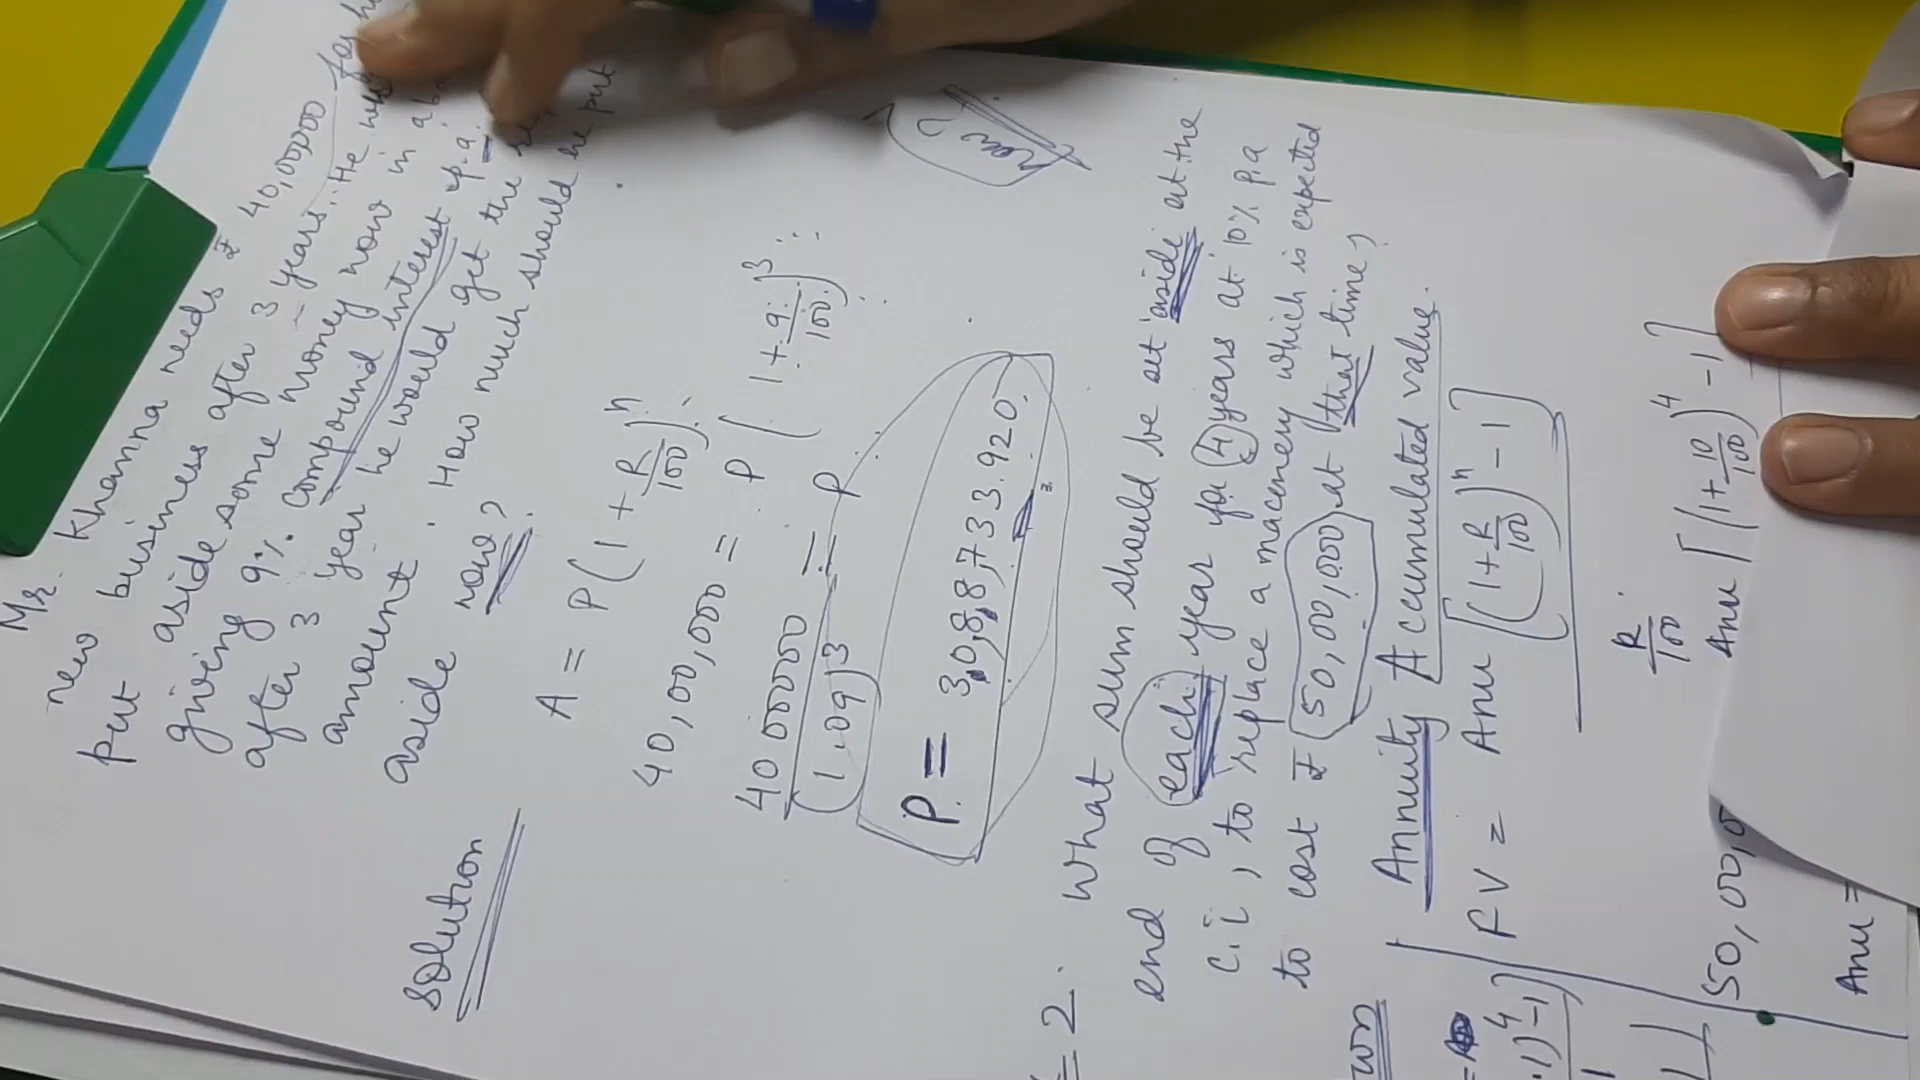 Mr. Khanna needs ₹ 40,00,000 for
new business after 3 years. He
put aside some money now in a
giving 9% compound interest p.a.
after 3 year he would get the
amount. How much should he put
aside now?
Solution
A = P(1 + R/100)^n
40,00,000 = P(1 + 9/100)^3
4000000/(1.09)^3 = P
P = 30,88,733.920.
= 2. What sum should be set aside at the
end of each year for 4 years at 10% p.a
C.i, to replace a macenery which is expected
to cost ₹ 50,00,000 at that time?
Annuity Accumulated value.
FV = Anu [(1+R/100)^n - 1]
R/100
50,00,0 Anu [(1+10/100)^4 - 1]
Anu =